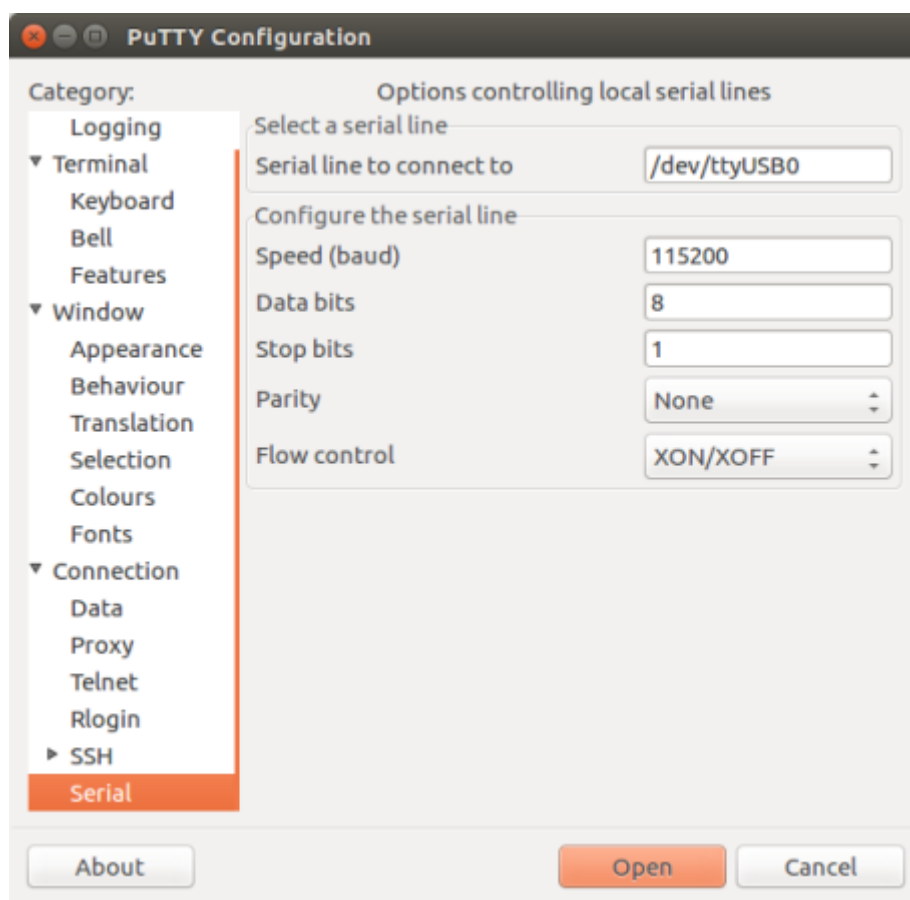 PuTTY Configuration
Category:
Logging
Terminal
Keyboard
Bell
Features
Window
Appearance
Behaviour
Translation
Selection
Colours
Fonts
Connection
Data
Proxy
Telnet
Rlogin
SSH
Serial
Options controlling local serial lines
Select a serial line
Serial line to connect to /dev/ttyUSB0
Configure the serial line
Speed (baud) 115200
Data bits 8
Stop bits 1
Parity None
Flow control XON/XOFF
About Open Cancel